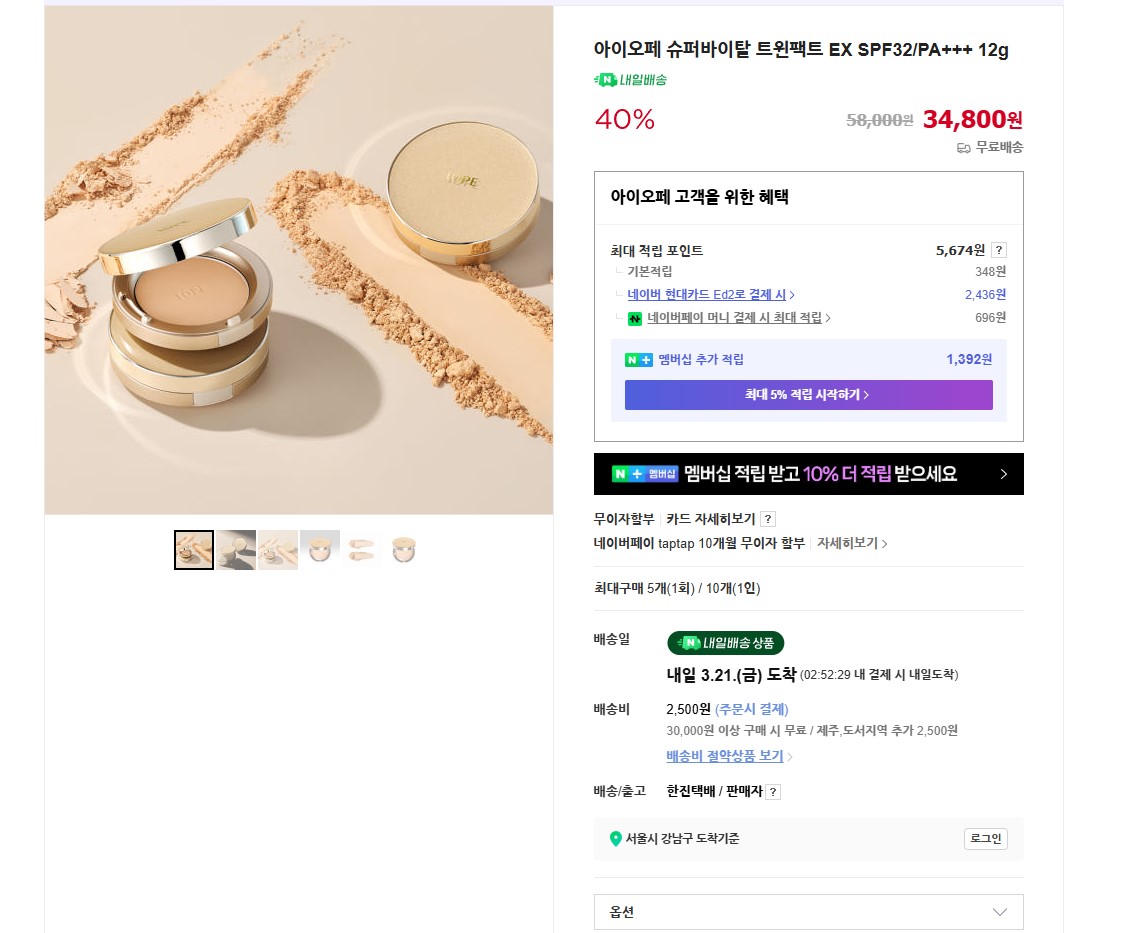 IOPE
아이오페 슈퍼바이탈 트윈팩트 EX SPF32/PA+++ 12g
N 내일배송
40%
58,000원 34,800원
무료배송
아이오페 고객을 위한 혜택
최대 적립 포인트 5,674원 ?
기본적립 348원
네이버 현대카드 Ed2로 결제 시 > 2,436원
N 네이버페이 머니 결제 시 최대 적립 > 696원
N + 멤버십 추가 적립 1,392원
최대 5% 적립 시작하기 >
N + 멤버십 멤버십 적립 받고 10% 더 적립 받으세요 >
무이자할부 카드 자세히보기 ?
네이버페이 taptap 10개월 무이자 할부 자세히보기 >
최대구매 5개(1회) / 10개(1인)
배송일 N 내일배송 상품
내일 3.21.(금) 도착 (02:52:29 내 결제 시 내일도착)
배송비 2,500원 (주문시 결제)
30,000원 이상 구매 시 무료 / 제주,도서지역 추가 2,500원
배송비 절약상품 보기 >
배송/출고 한진택배 / 판매자 ?
서울시 강남구 도착기준 로그인
옵션